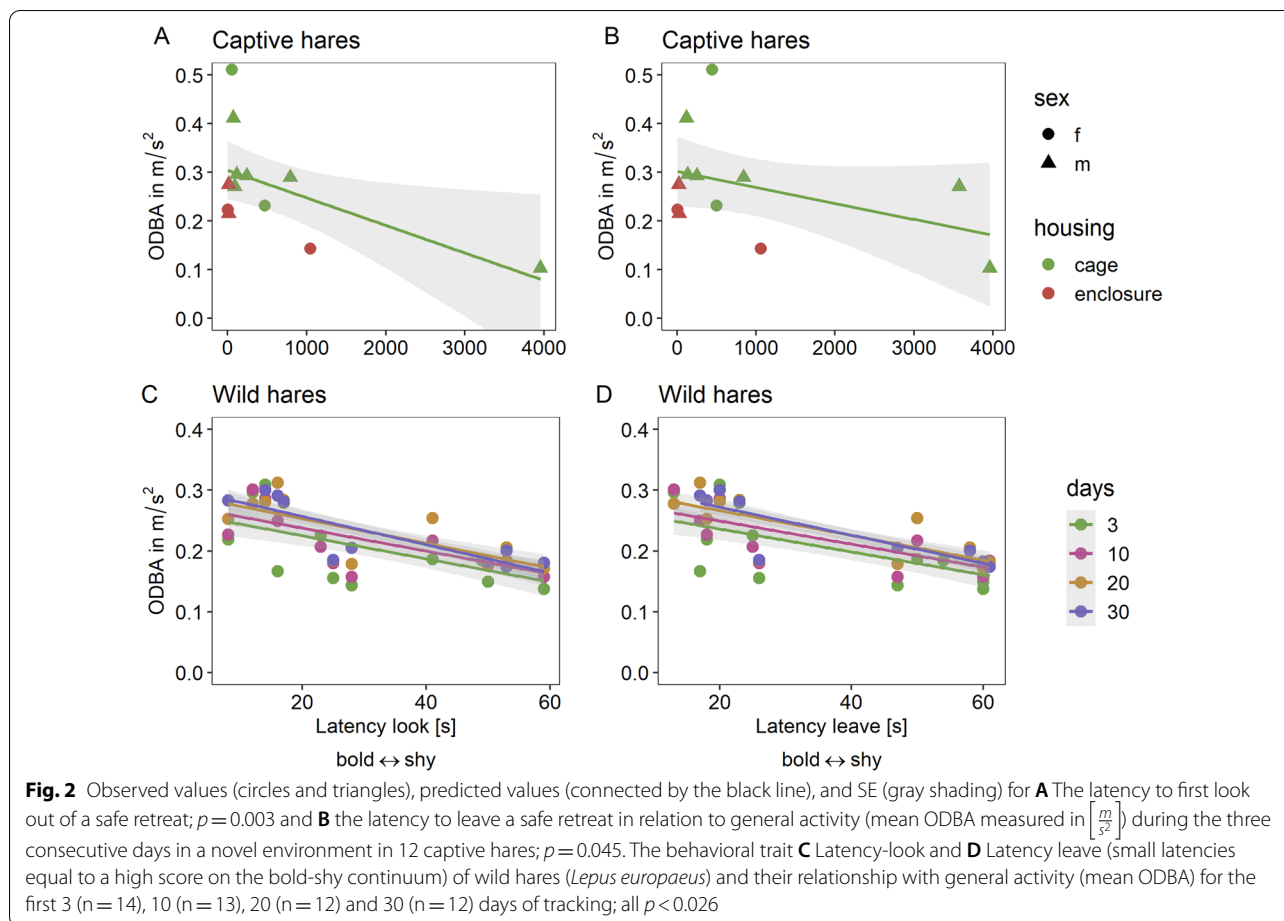 A Captive hares
B Captive hares
ODBA in m/s²
0.5
0.4
0.3
0.2
0.1
0.0
0 1000 2000 3000 4000
ODBA in m/s²
0.5
0.4
0.3
0.2
0.1
0.0
0 1000 2000 3000 4000
sex
f
m
housing
cage
enclosure
C Wild hares
D Wild hares
ODBA in m/s²
0.4
0.3
0.2
0.1
0.0
20 40 60
Latency look [s]
bold ↔ shy
ODBA in m/s²
0.4
0.3
0.2
0.1
0.0
20 40 60
Latency leave [s]
bold ↔ shy
days
3
10
20
30
Fig. 2 Observed values (circles and triangles), predicted values (connected by the black line), and SE (gray shading) for A The latency to first look
out of a safe retreat; p = 0.003 and B the latency to leave a safe retreat in relation to general activity (mean ODBA measured in [m/s²]) during the three
consecutive days in a novel environment in 12 captive hares; p = 0.045. The behavioral trait C Latency-look and D Latency leave (small latencies
equal to a high score on the bold-shy continuum) of wild hares (Lepus europaeus) and their relationship with general activity (mean ODBA) for the
first 3 (n = 14), 10 (n = 13), 20 (n = 12) and 30 (n = 12) days of tracking; all p < 0.026